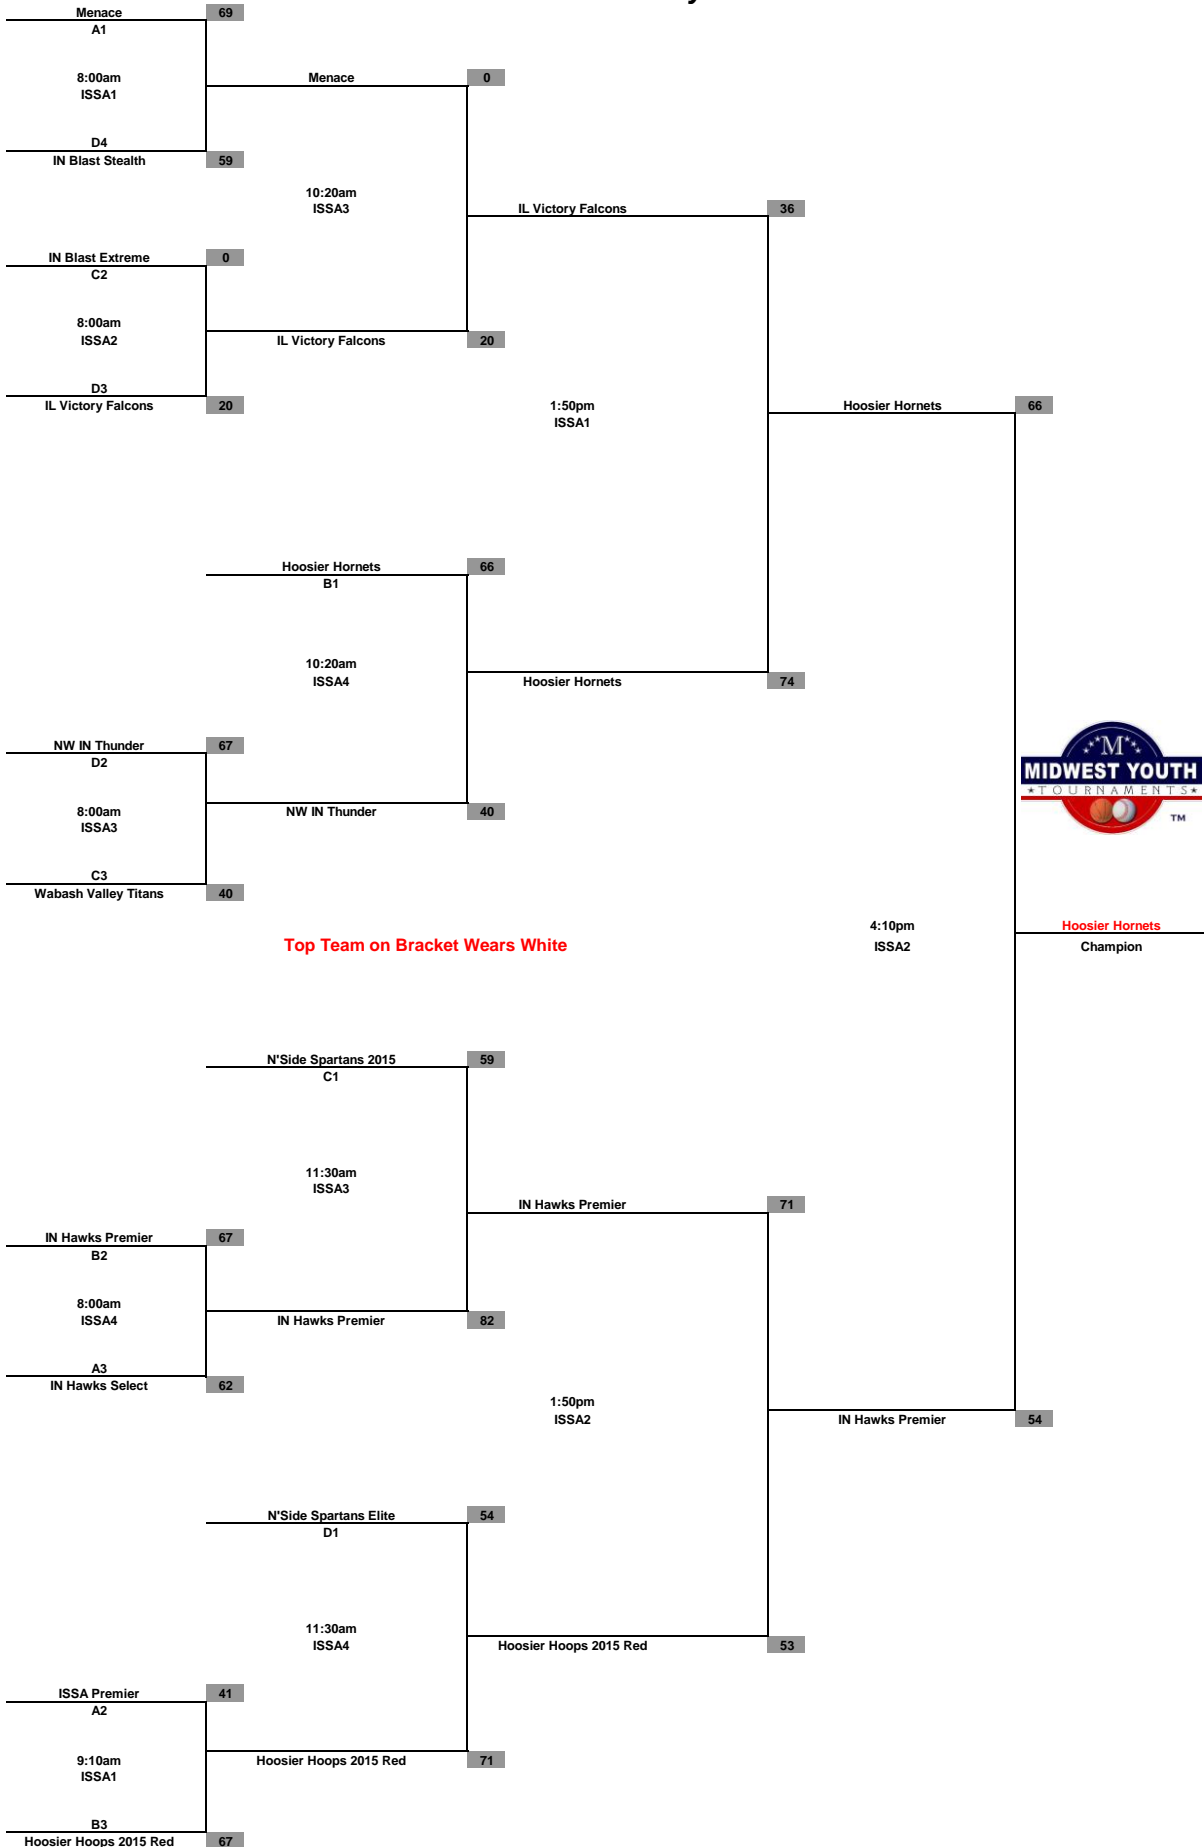 Menace 69
A1
8:00am
ISSA1
Menace 0
D4
IN Blast Stealth 59
10:20am
ISSA3
IL Victory Falcons 36
IN Blast Extreme 0
C2
8:00am
ISSA2
IL Victory Falcons 20
D3
IL Victory Falcons 20
1:50pm
ISSA1
Hoosier Hornets 66
Hoosier Hornets 66
B1
10:20am
ISSA4
Hoosier Hornets 74
NW IN Thunder 67
D2
8:00am
ISSA3
NW IN Thunder 40
C3
Wabash Valley Titans 40
M
MIDWEST YOUTH
TOURNAMENTS
TM
Top Team on Bracket Wears White
4:10pm
ISSA2
Hoosier Hornets
Champion
N'Side Spartans 2015 59
C1
11:30am
ISSA3
IN Hawks Premier 71
IN Hawks Premier 67
B2
8:00am
ISSA4
IN Hawks Premier 82
A3
IN Hawks Select 62
1:50pm
ISSA2
IN Hawks Premier 54
N'Side Spartans Elite 54
D1
11:30am
ISSA4
Hoosier Hoops 2015 Red 53
ISSA Premier 41
A2
9:10am
ISSA1
Hoosier Hoops 2015 Red 71
B3
Hoosier Hoops 2015 Red 67